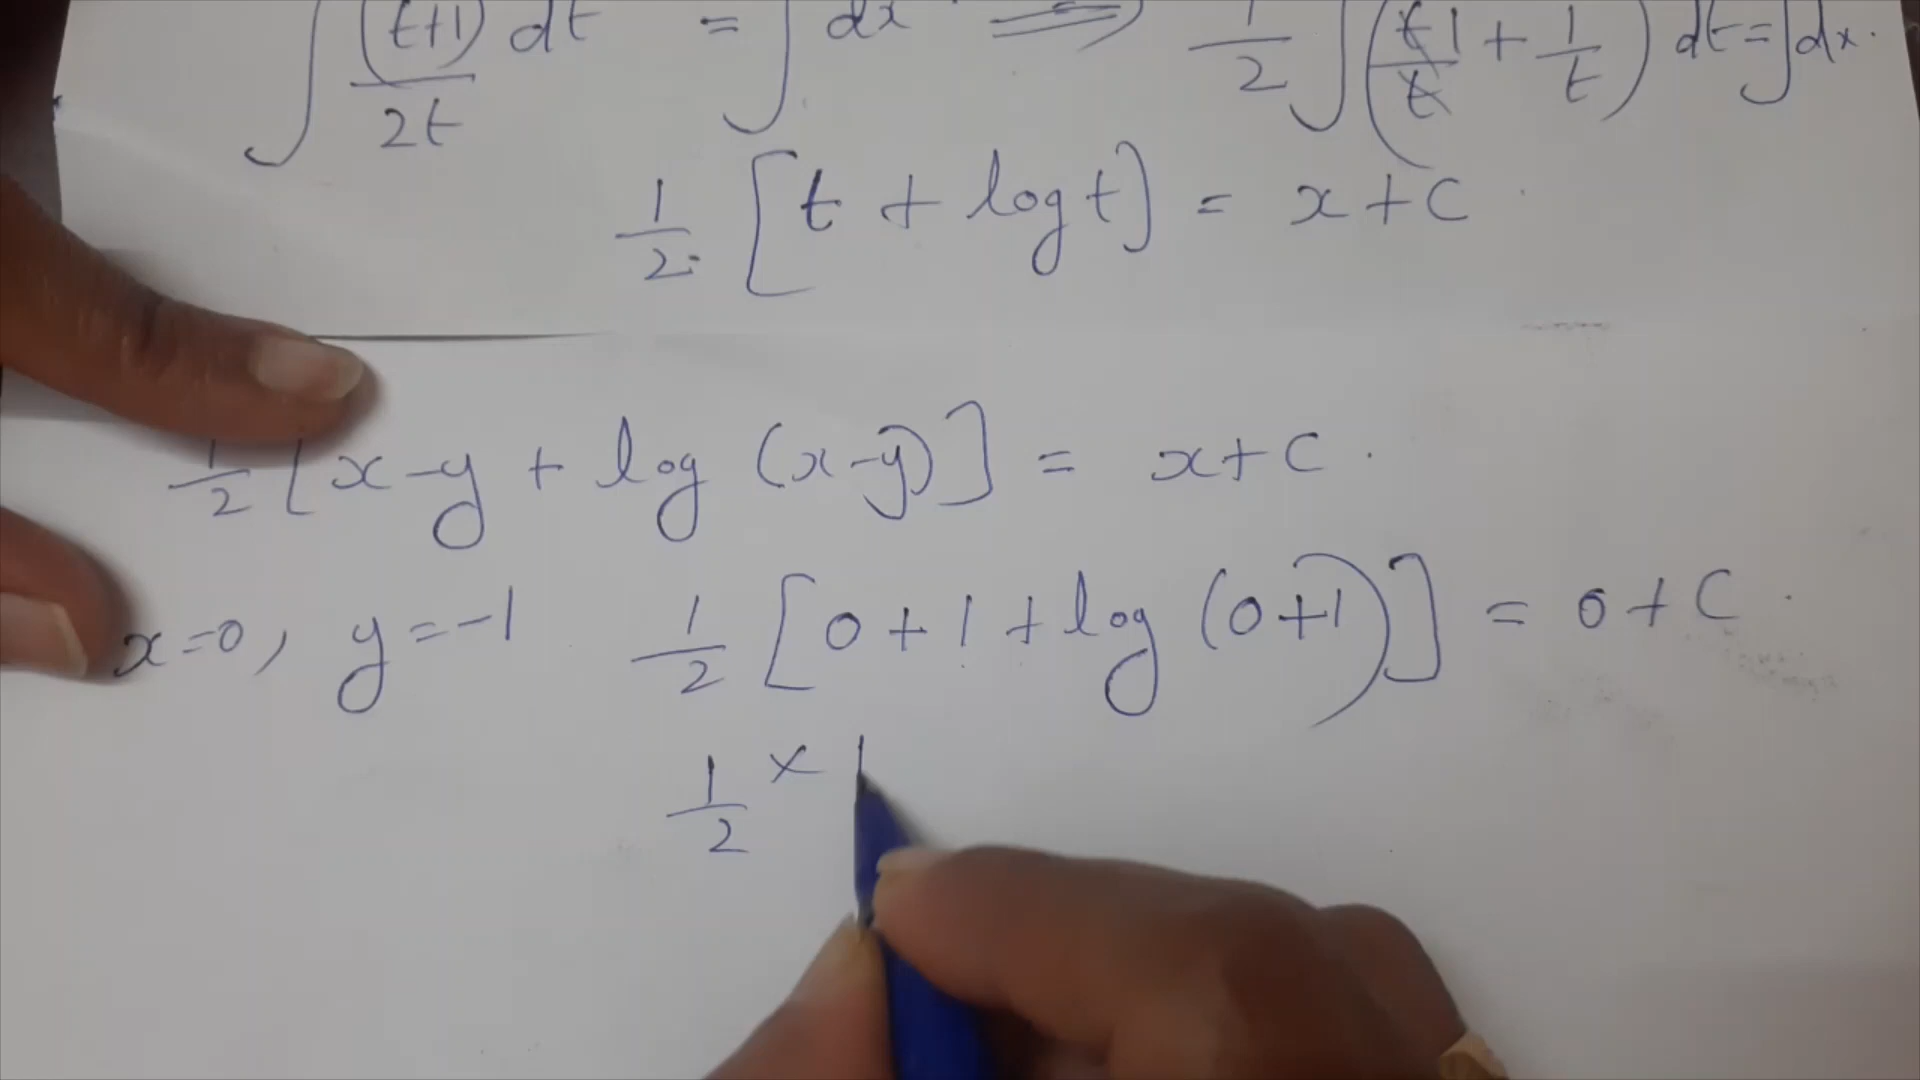 ∫ (t+1)/2t dt = ∫ dx ⟹ 1/2 ∫ (t/t 1 + 1/t) dt = ∫ dx.
1/2 [t + log t] = x + C
1/2 [x-y + log (x-y)] = x + C.
x=0, y=-1 1/2 [0+1 + log (0+1)] = 0 + C.
1/2 × 1